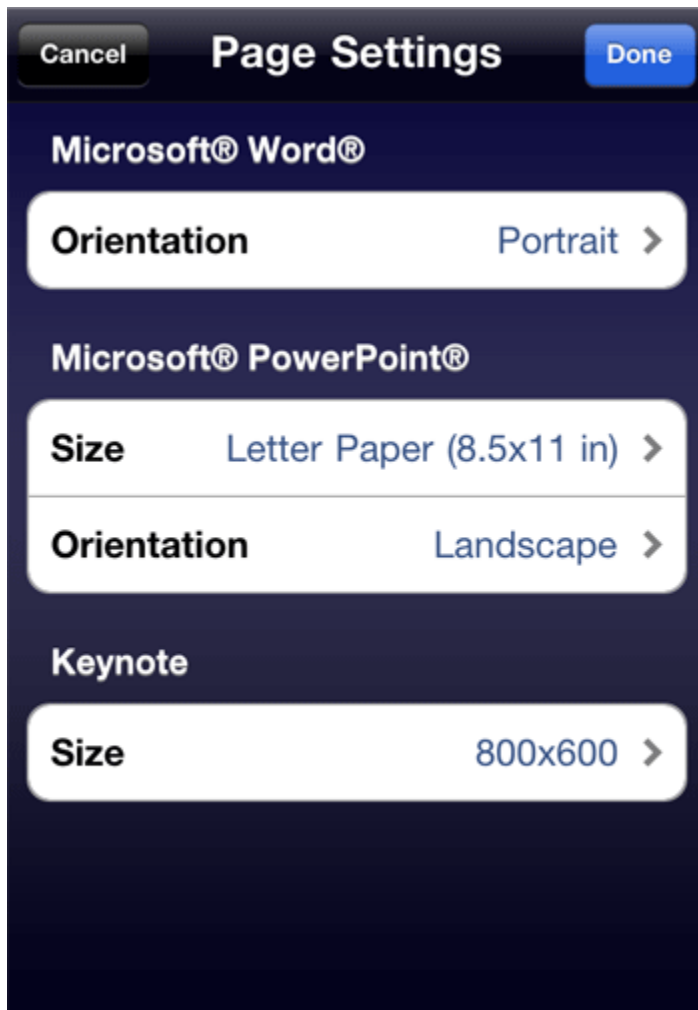 Cancel Page Settings Done
Microsoft® Word®
Orientation Portrait
Microsoft® PowerPoint®
Size Letter Paper (8.5x11 in)
Orientation Landscape
Keynote
Size 800x600